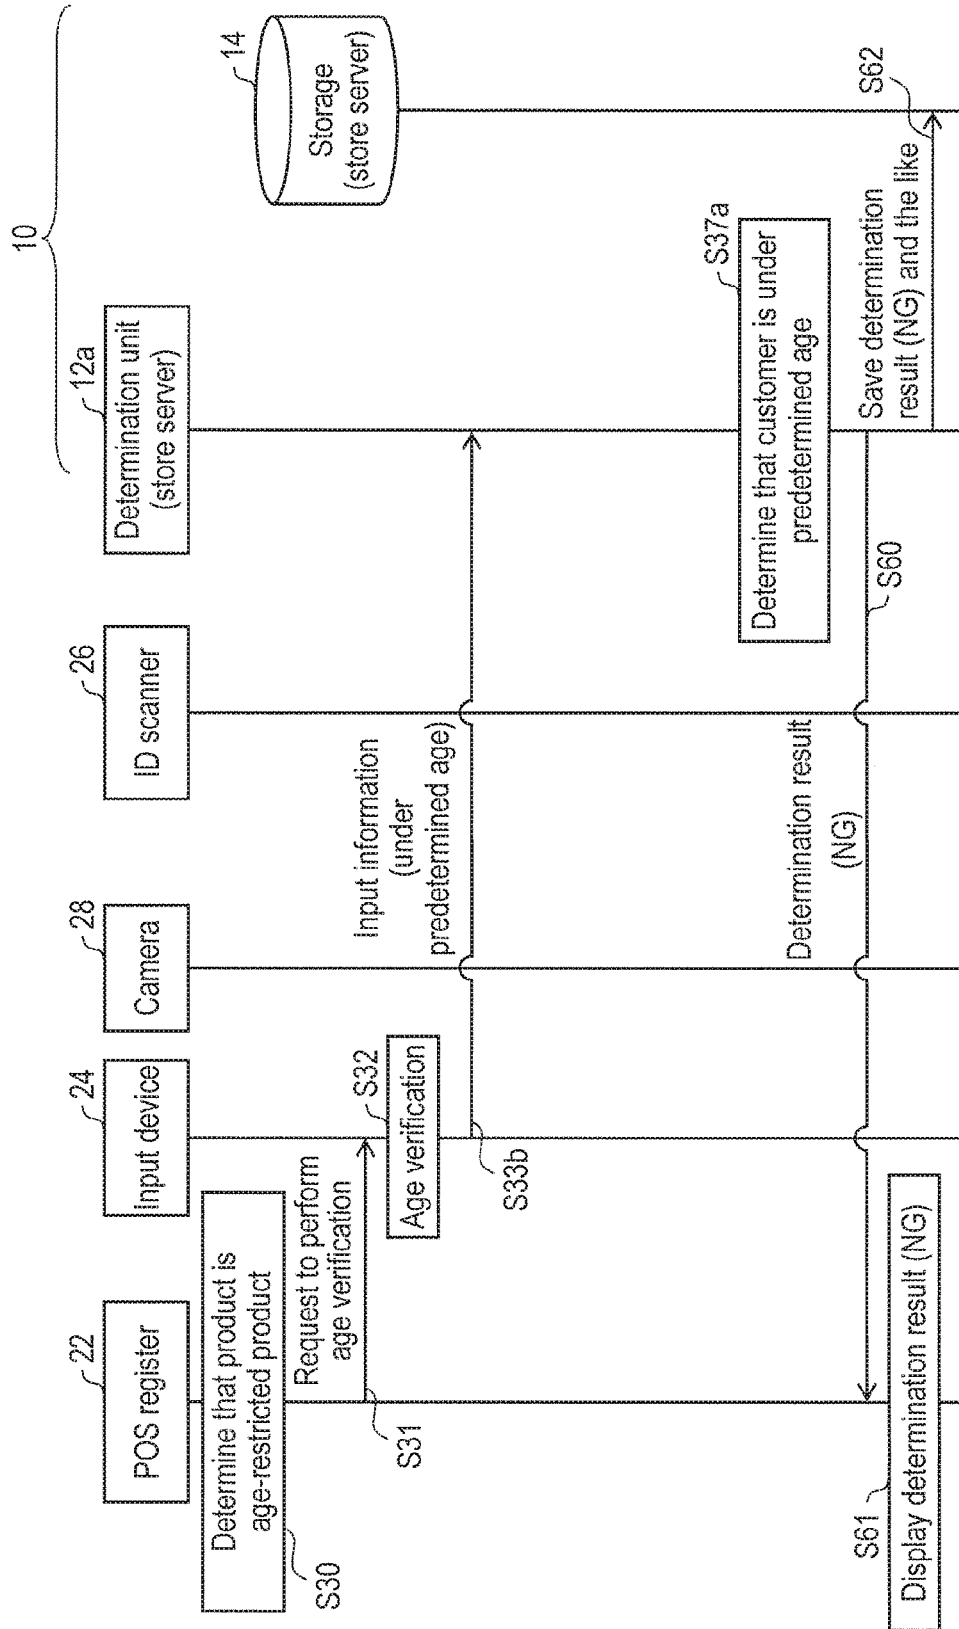 10
22
POS register
24
Input device
28
Camera
26
ID scanner
12a
Determination unit
(store server)
14
Storage
(store server)
Determine that product is
age-restricted product
S30
Request to perform
age verification
S31
S32
Age verification
Input information
(under
predetermined age)
S33b
S37a
Determine that customer is under
predetermined age
Determination result
(NG)
S60
Save determination
result (NG) and the like
S62
S61
Display determination result (NG)